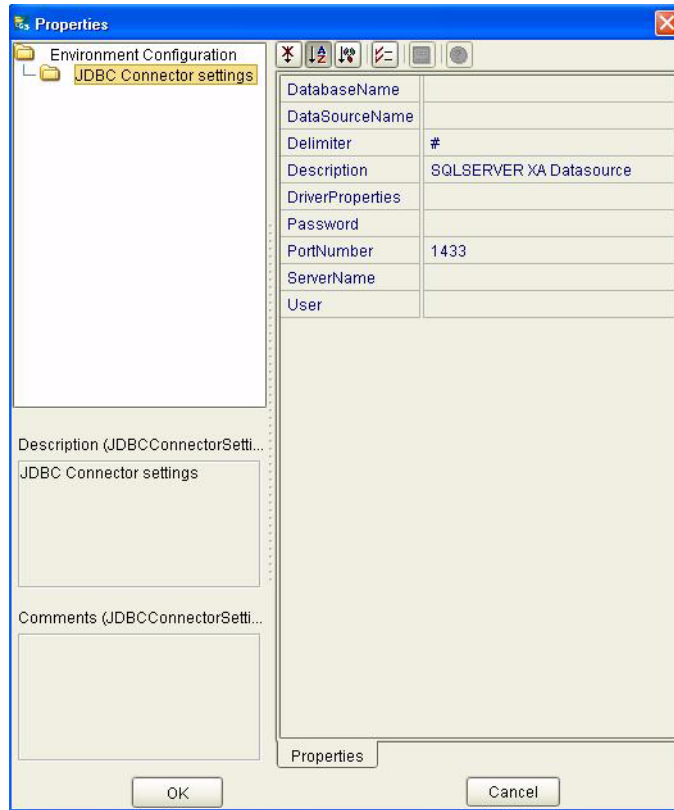 Properties
Environment Configuration
JDBC Connector settings
DatabaseName
DataSourceName
Delimiter #
Description SQLSERVER XA Datasource
DriverProperties
Password
PortNumber 1433
ServerName
User
Description (JDBCConnectorSetti...
JDBC Connector settings
Comments (JDBCConnectorSetti...
Properties
OK Cancel